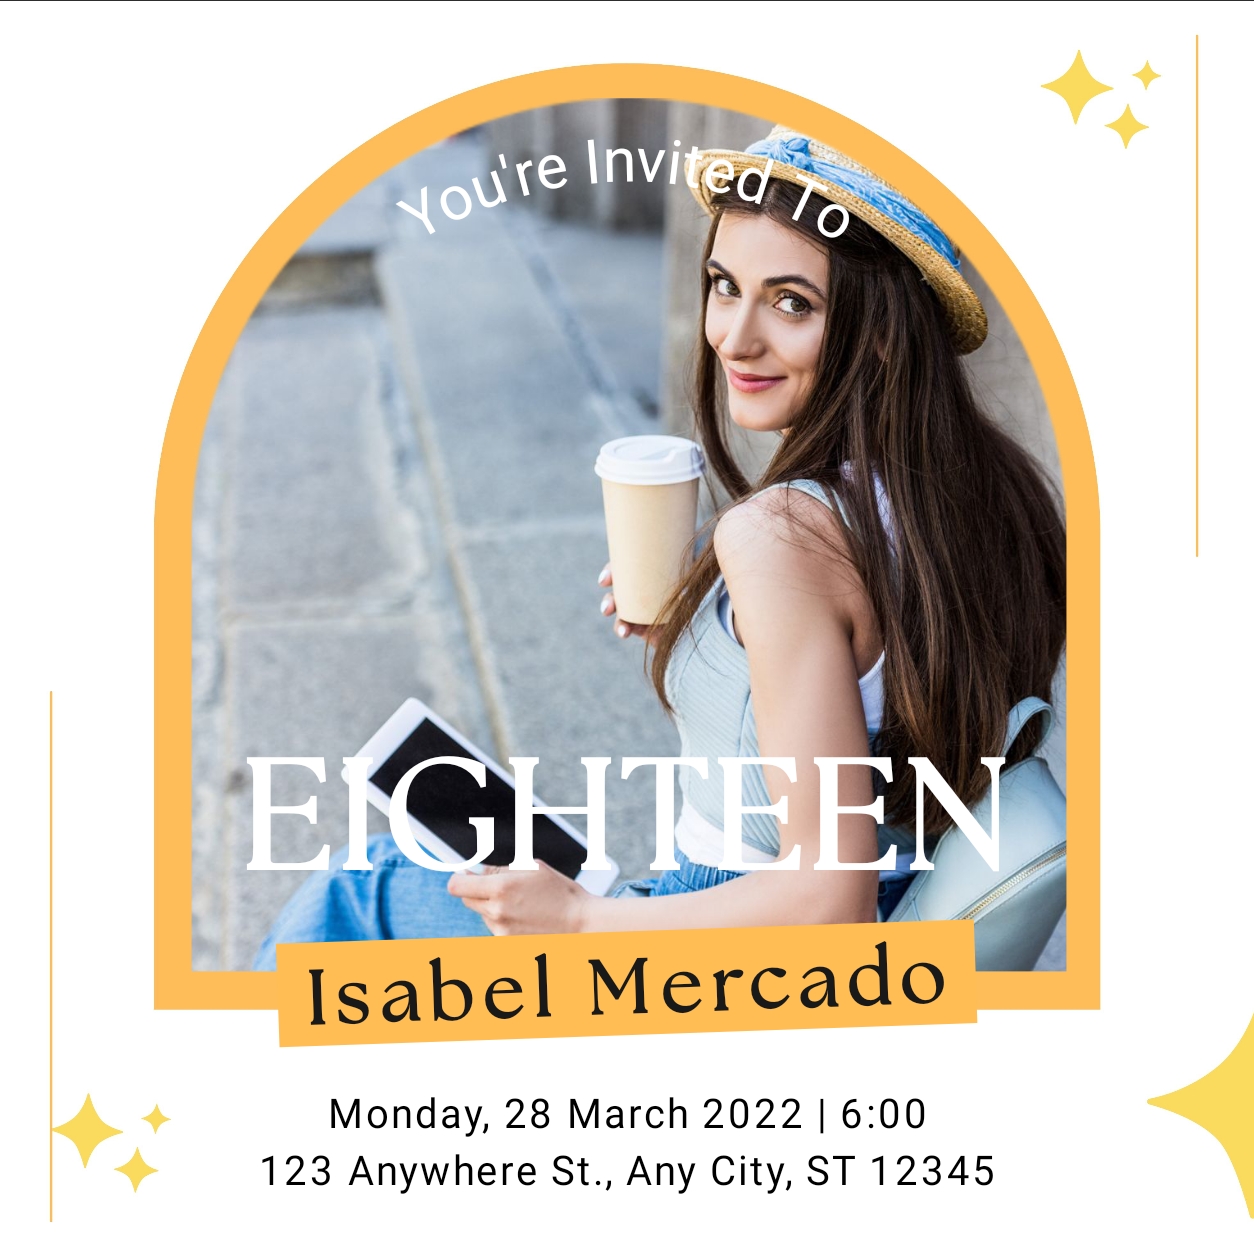 You're Invited To
EIGHTEEN
Isabel Mercado
Monday, 28 March 2022 | 6:00
123 Anywhere St., Any City, ST 12345